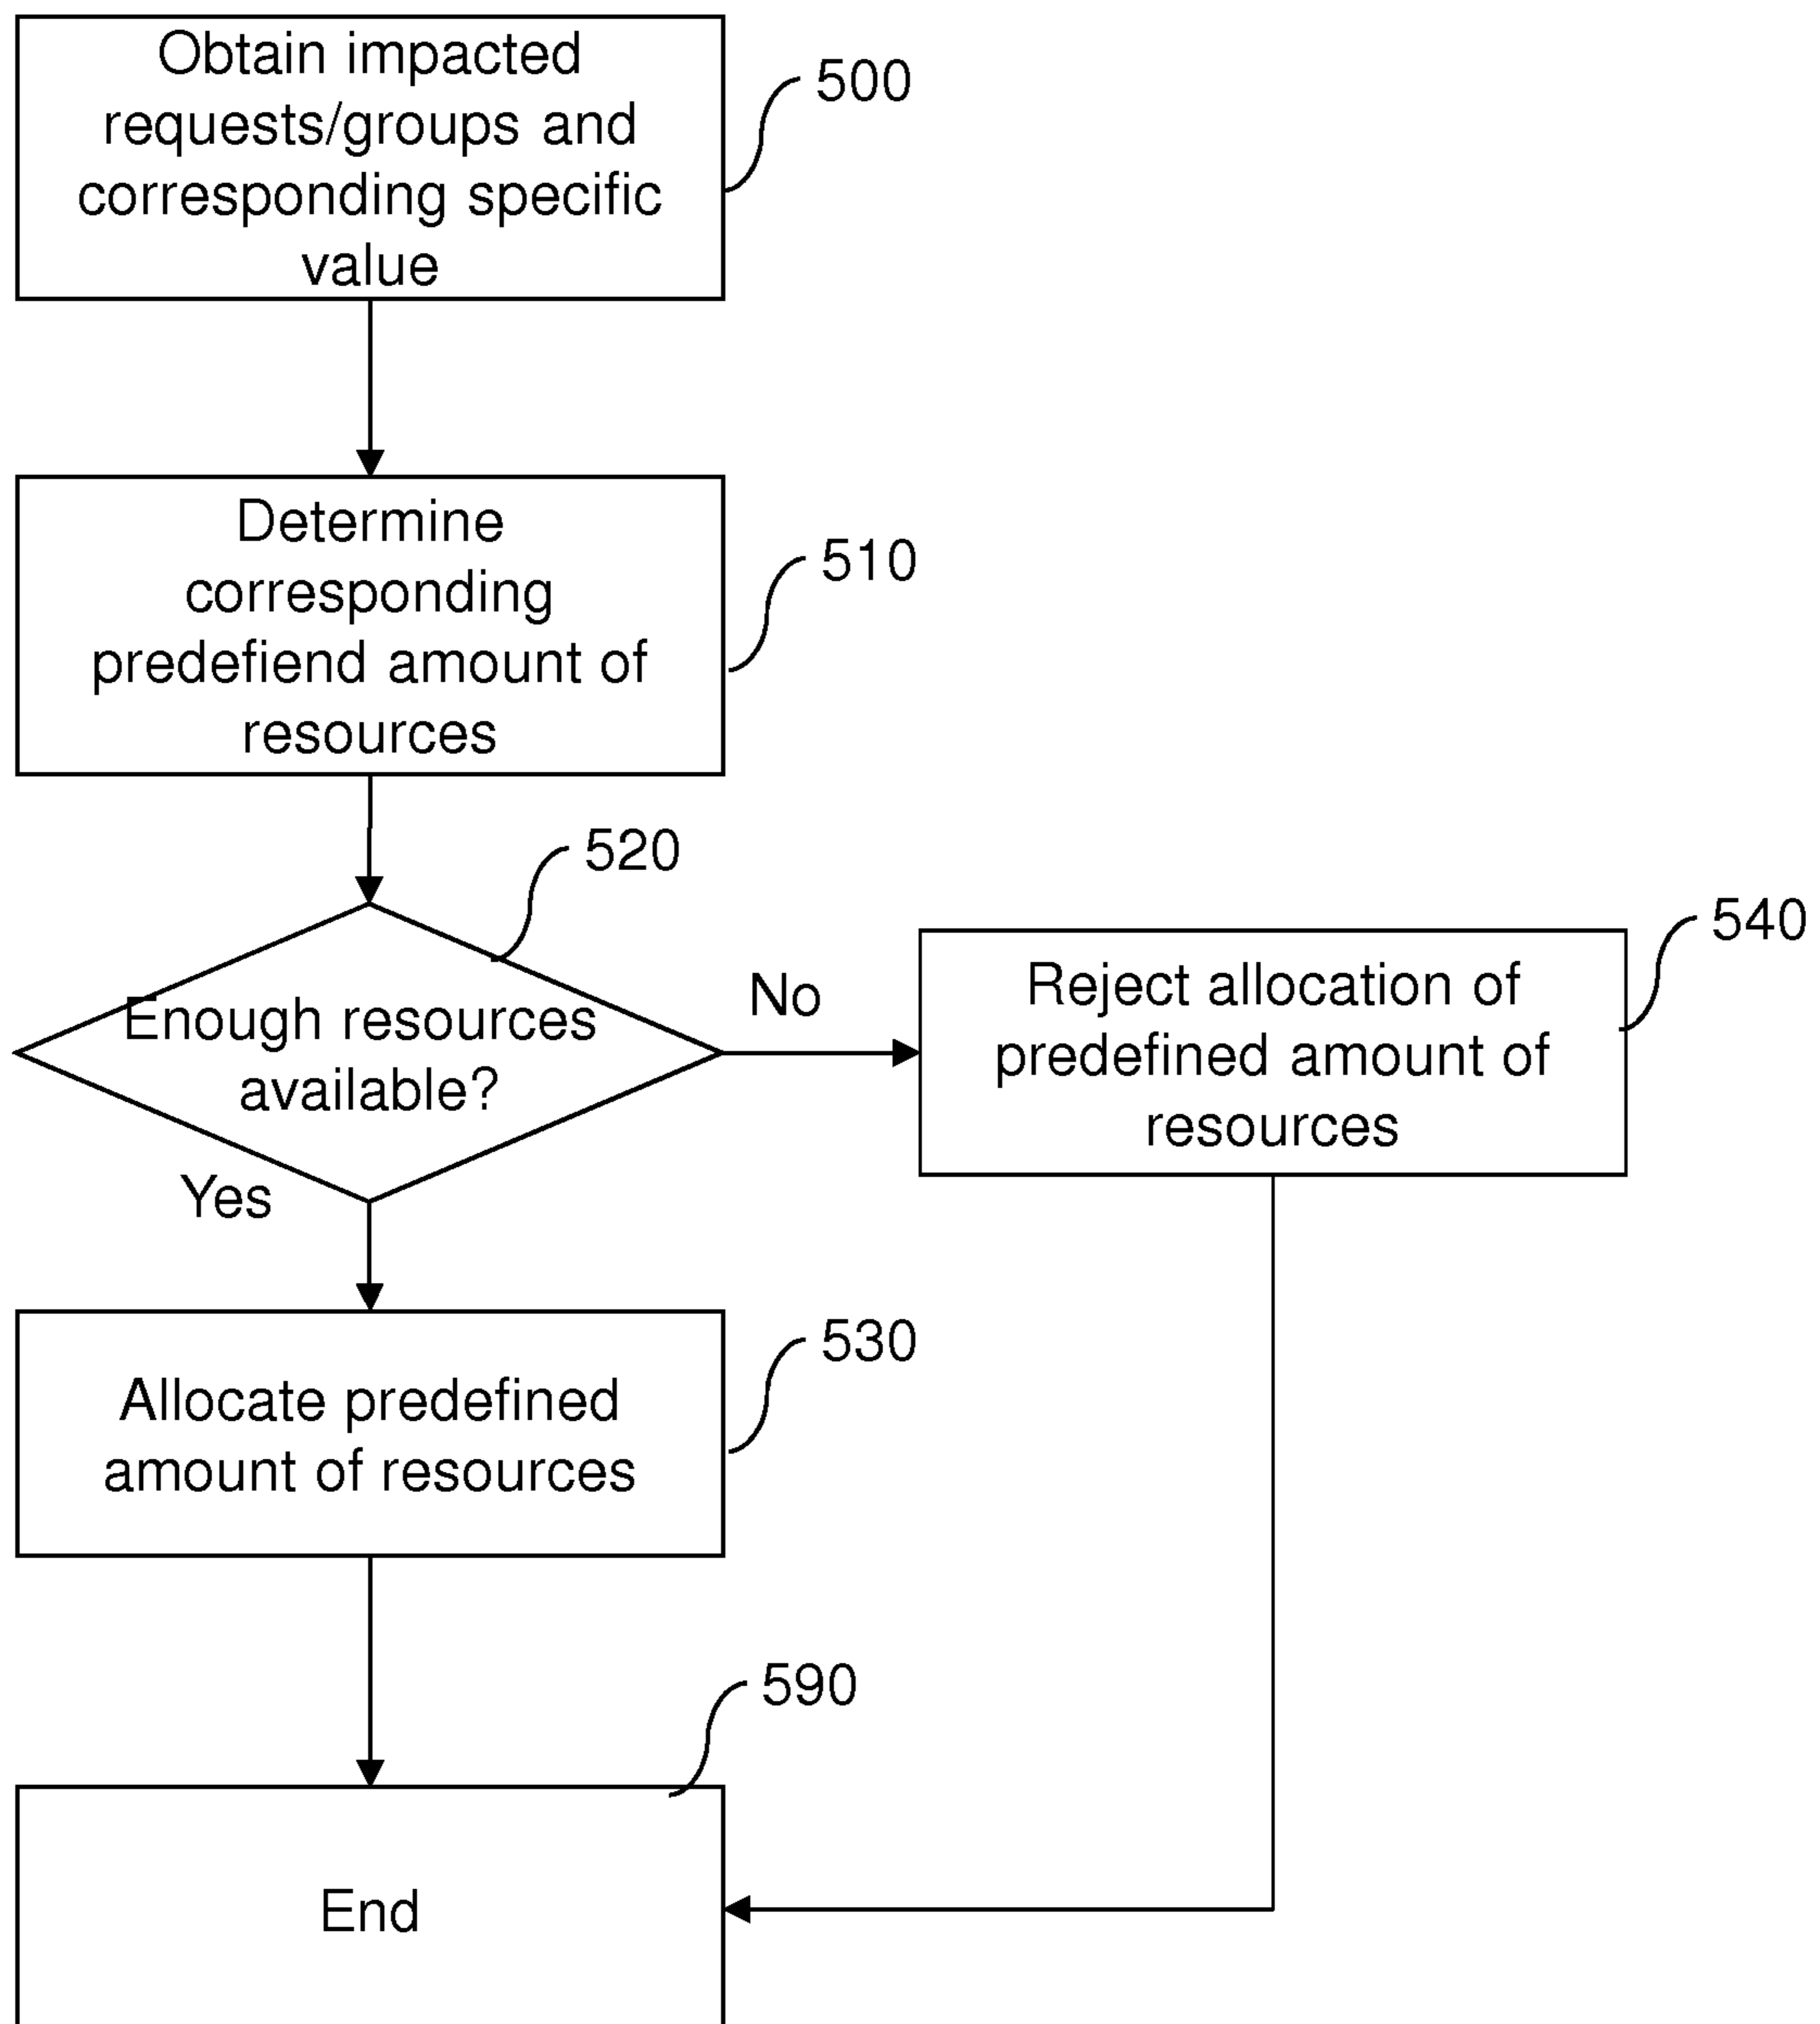 Obtain impacted
requests/groups and
corresponding specific
value
500
Determine
corresponding
predefiend amount of
resources
510
520
Enough resources
available?
No
Yes
540
Reject allocation of
predefined amount of
resources
Allocate predefined
amount of resources
530
590
End